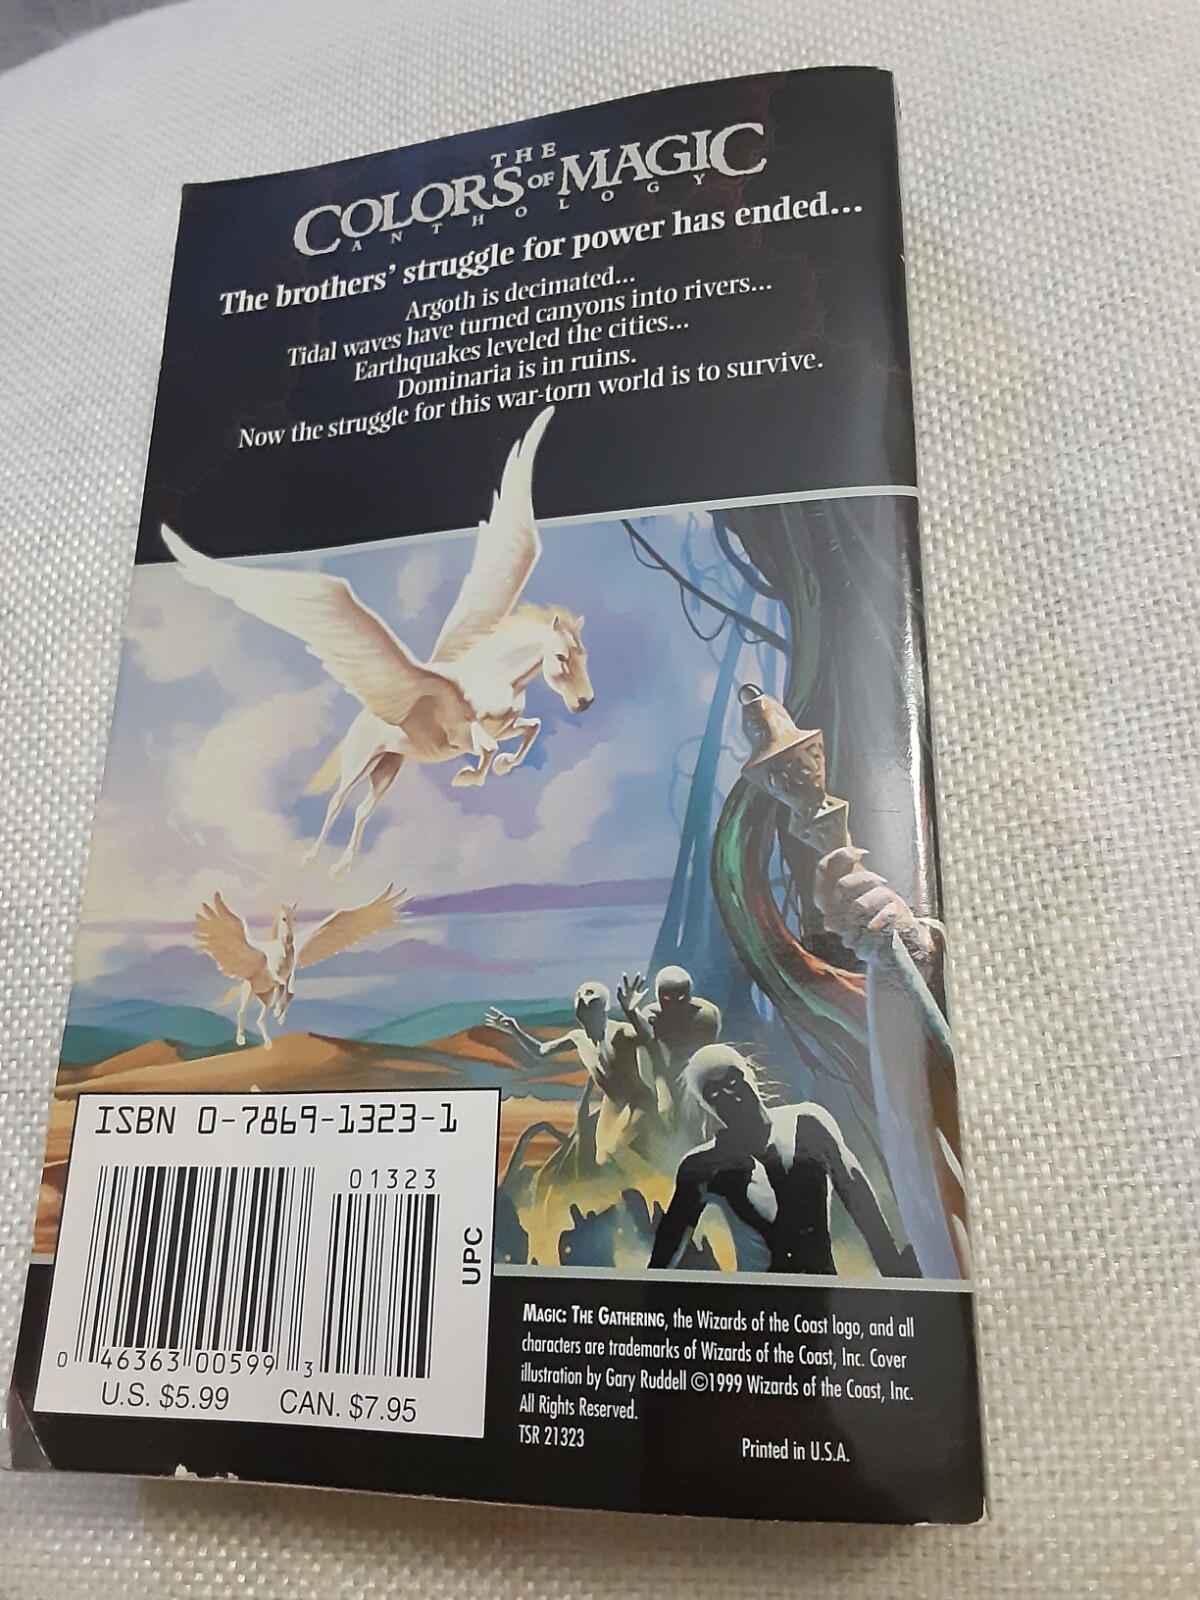 THE
COLORS OF MAGIC
ANTHOLOGY
The brothers' struggle for power has ended...
Argoth is decimated...
Tidal waves have turned canyons into rivers...
Earthquakes leveled the cities...
Dominaria is in ruins.
Now the struggle for this war-torn world is to survive.
ISBN 0-7869-1323-1
01323
UPC
0 46363 00599 3
U.S. $5.99 CAN. $7.95
MAGIC: THE GATHERING, the Wizards of the Coast logo, and all
characters are trademarks of Wizards of the Coast, Inc. Cover
illustration by Gary Ruddell ©1999 Wizards of the Coast, Inc.
All Rights Reserved.
TSR 21323
Printed in U.S.A.